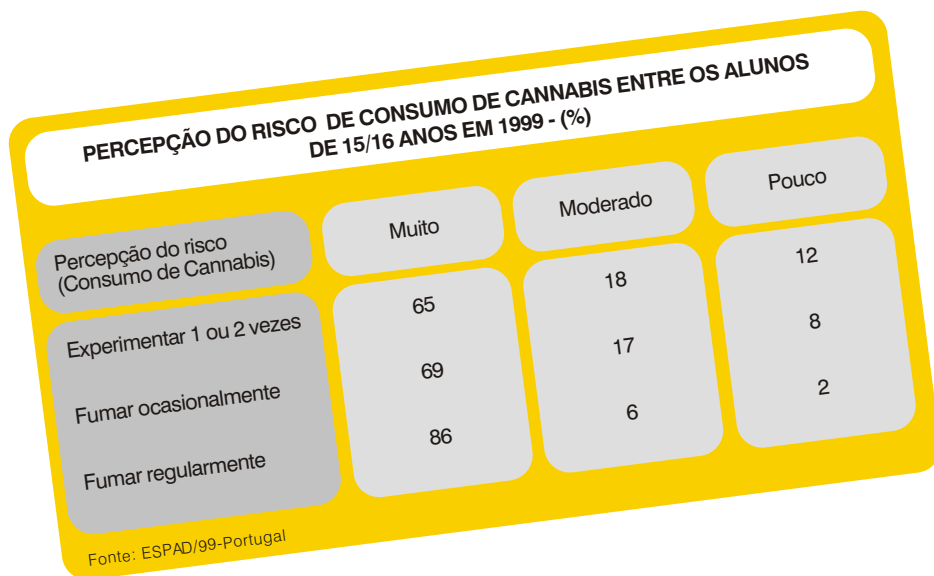 PERCEPÇÃO DO RISCO DE CONSUMO DE CANNABIS ENTRE OS ALUNOS
DE 15/16 ANOS EM 1999 - (%)
Percepção do risco
(Consumo de Cannabis)
Muito
Moderado
Pouco
Experimentar 1 ou 2 vezes
65
18
12
Fumar ocasionalmente
69
17
8
Fumar regularmente
86
6
2
Fonte: ESPAD/99-Portugal